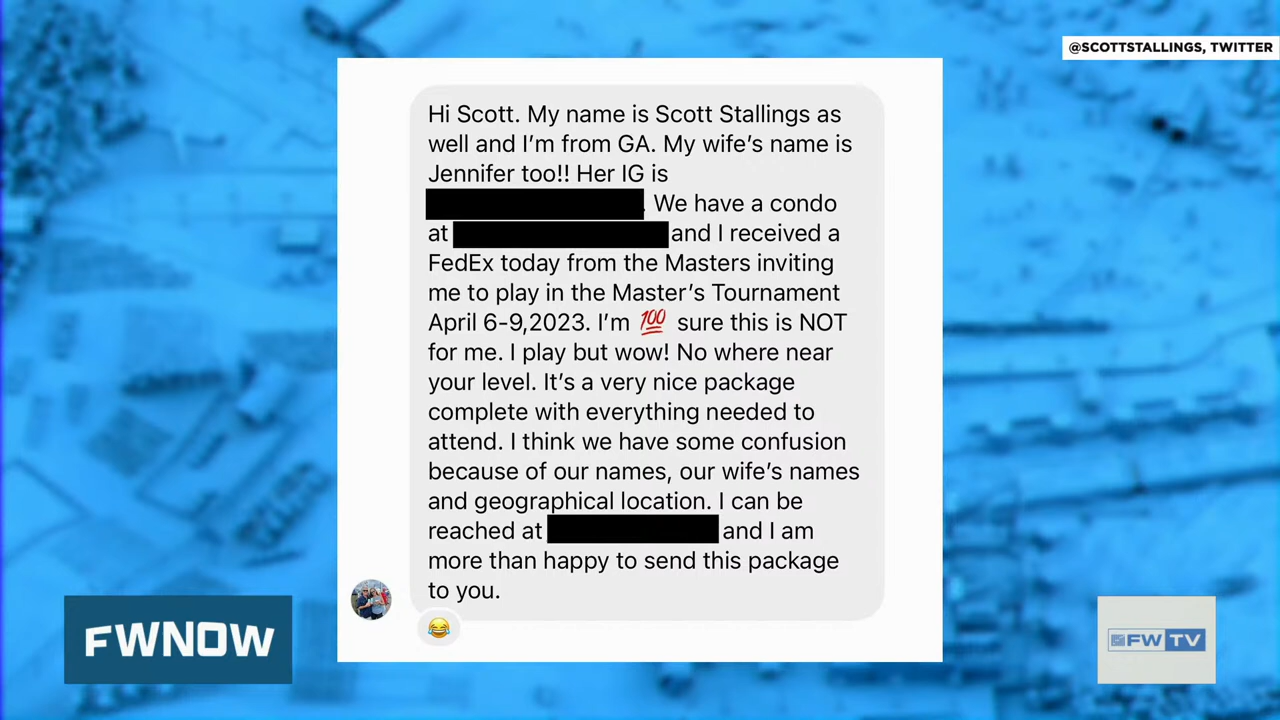 @SCOTTSTALLINGS, TWITTER
Hi Scott. My name is Scott Stallings as
well and I'm from GA. My wife's name is
Jennifer too!! Her IG is
. We have a condo
at and I received a
FedEx today from the Masters inviting
me to play in the Master's Tournament
April 6-9,2023. I'm 💯 sure this is NOT
for me. I play but wow! No where near
your level. It's a very nice package
complete with everything needed to
attend. I think we have some confusion
because of our names, our wife's names
and geographical location. I can be
reached at and I am
more than happy to send this package
to you.
😂
FWNOW
FWTV